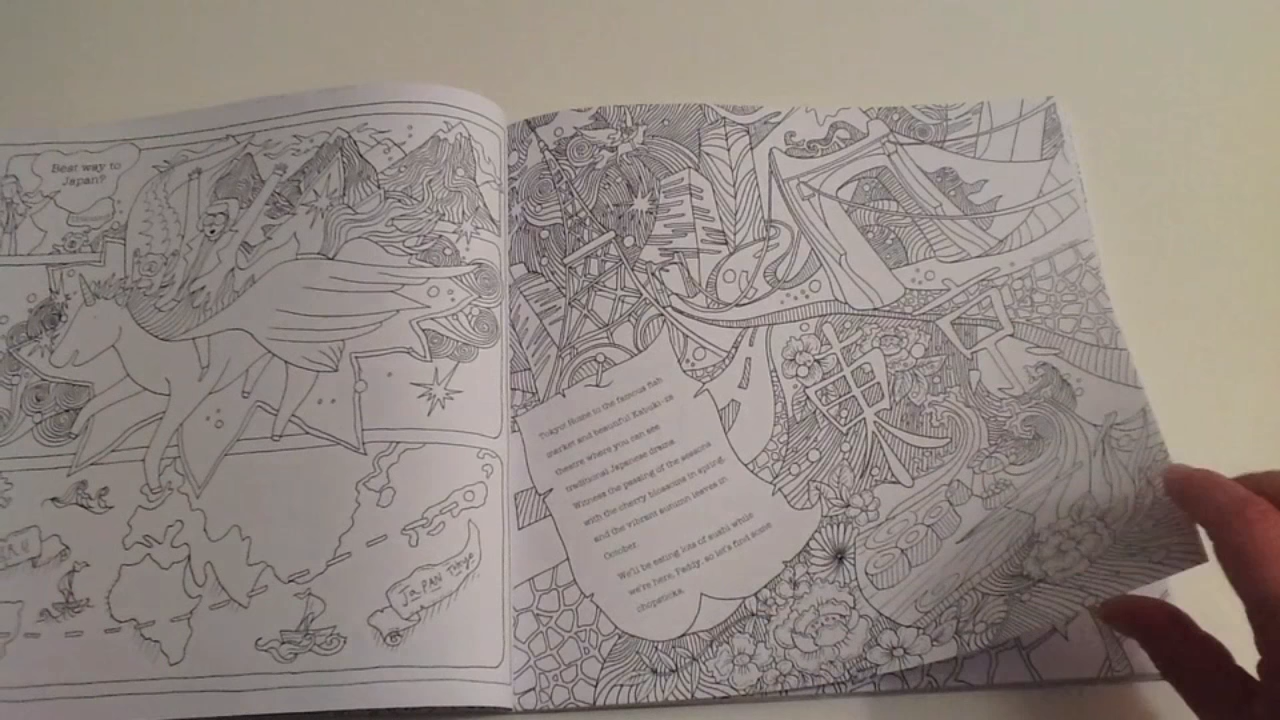 Best way to
Japan?
JAPAN Tokyo
Tokyo! Home to the famous fish
market and beautiful Kabuki-za
theatre where you can see
traditional Japanese drama.
Witness the passing of the seasons
with the cherry blossoms in spring,
and the vibrant autumn leaves in
October.
We'll be eating lots of sushi while
we're here, Paddy, so let's find some
chopsticks.
東
京